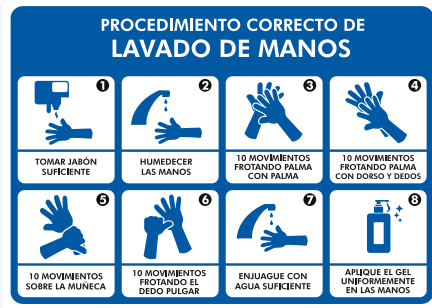 PROCEDIMIENTO CORRECTO DE
LAVADO DE MANOS
1
TOMAR JABÓN
SUFICIENTE
2
HUMEDECER
LAS MANOS
3
10 MOVIMIENTOS
FROTANDO PALMA
CON PALMA
4
10 MOVIMIENTOS
FROTANDO PALMA
CON DORSO Y DEDOS
5
10 MOVIMIENTOS
SOBRE LA MUÑECA
6
10 MOVIMIENTOS
FROTANDO EL
DEDO PULGAR
7
ENJUAGUE CON
AGUA SUFICIENTE
8
APLIQUE EL GEL
UNIFORMEMENTE
EN LAS MANOS